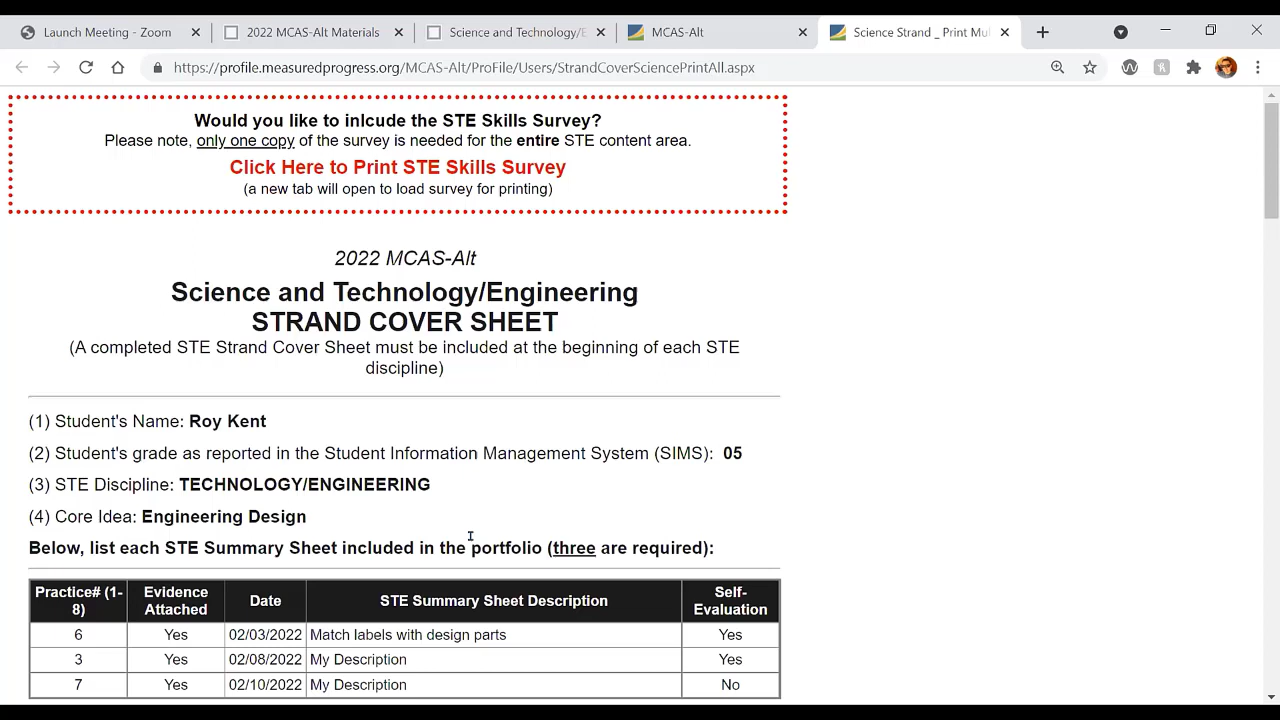 Launch Meeting - Zoom
2022 MCAS-Alt Materials
Science and Technology/E
MCAS-Alt
Science Strand _ Print Mul
https://profile.measuredprogress.org/MCAS-Alt/ProFile/Users/StrandCoverSciencePrintAll.aspx
Would you like to inlcude the STE Skills Survey?
Please note, only one copy of the survey is needed for the entire STE content area.
Click Here to Print STE Skills Survey
(a new tab will open to load survey for printing)
2022 MCAS-Alt
Science and Technology/Engineering
STRAND COVER SHEET
(A completed STE Strand Cover Sheet must be included at the beginning of each STE
discipline)
(1) Student's Name: Roy Kent
(2) Student's grade as reported in the Student Information Management System (SIMS): 05
(3) STE Discipline: TECHNOLOGY/ENGINEERING
(4) Core Idea: Engineering Design
Below, list each STE Summary Sheet included in the portfolio (three are required):
Practice# (1-8) Evidence Attached Date STE Summary Sheet Description Self-Evaluation
6 Yes 02/03/2022 Match labels with design parts Yes
3 Yes 02/08/2022 My Description Yes
7 Yes 02/10/2022 My Description No